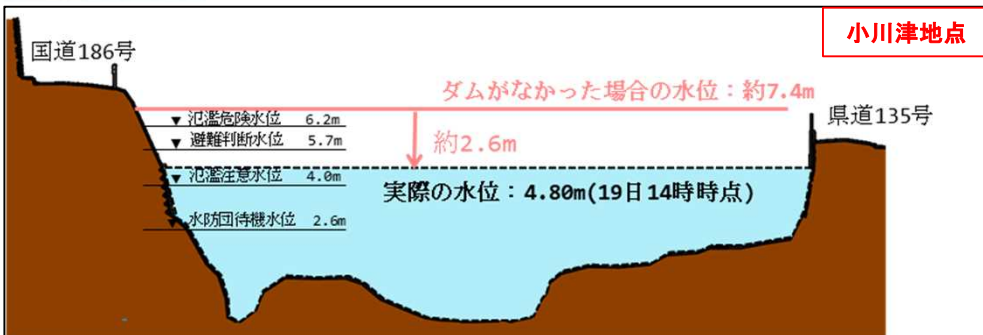 小川津地点
国道186号
ダムがなかった場合の水位：約7.4m
県道135号
▼ 氾濫危険水位 6.2m
▼ 避難判断水位 5.7m
約2.6m
▼ 氾濫注意水位 4.0m
実際の水位：4.80m(19日14時時点)
▼ 水防団待機水位 2.6m